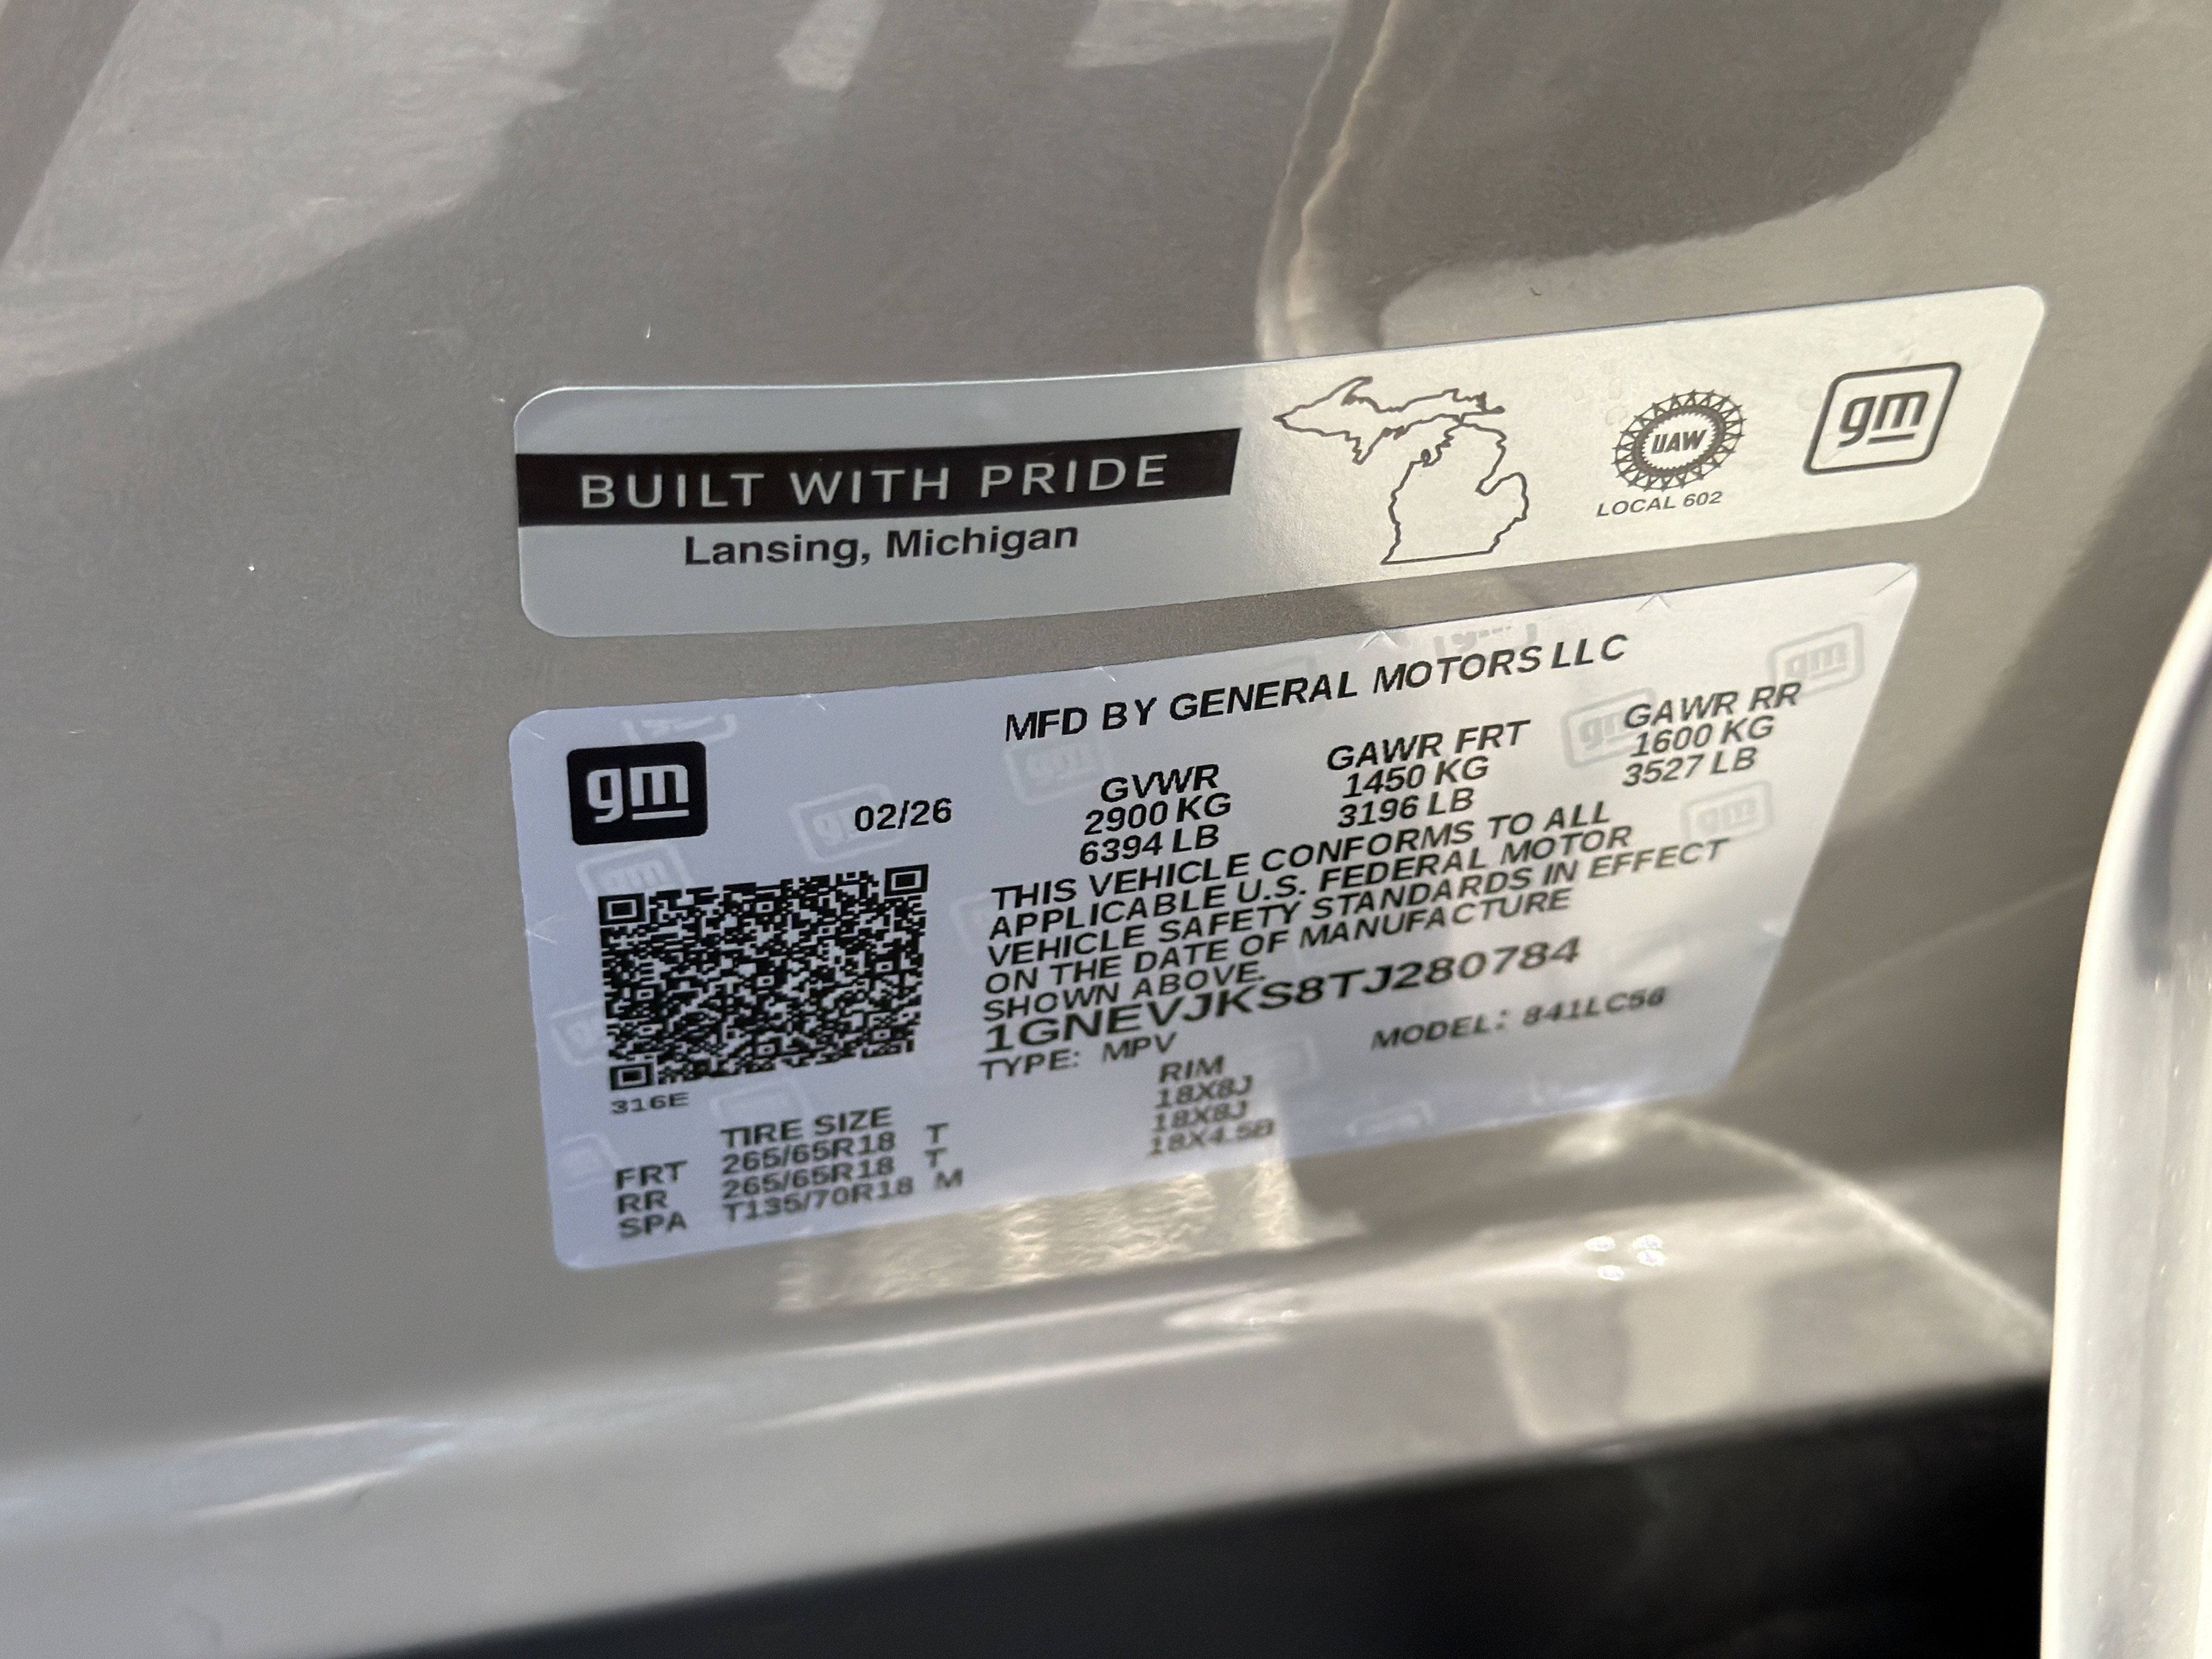 BUILT WITH PRIDE
Lansing, Michigan
UAW
LOCAL 602
gm
MFD BY GENERAL MOTORS LLC
gm
02/26
GVWR
2900 KG
6394 LB
GAWR FRT
1450 KG
3196 LB
GAWR RR
1600 KG
3527 LB
THIS VEHICLE CONFORMS TO ALL
APPLICABLE U.S. FEDERAL MOTOR
VEHICLE SAFETY STANDARDS IN EFFECT
ON THE DATE OF MANUFACTURE
SHOWN ABOVE.
1GNEVJKS8TJ280784
TYPE: MPV MODEL: 841LC56
316E
TIRE SIZE RIM
FRT 265/65R18 T 18X8J
RR 265/65R18 T 18X8J
SPA T135/70R18 M 18X4.5B